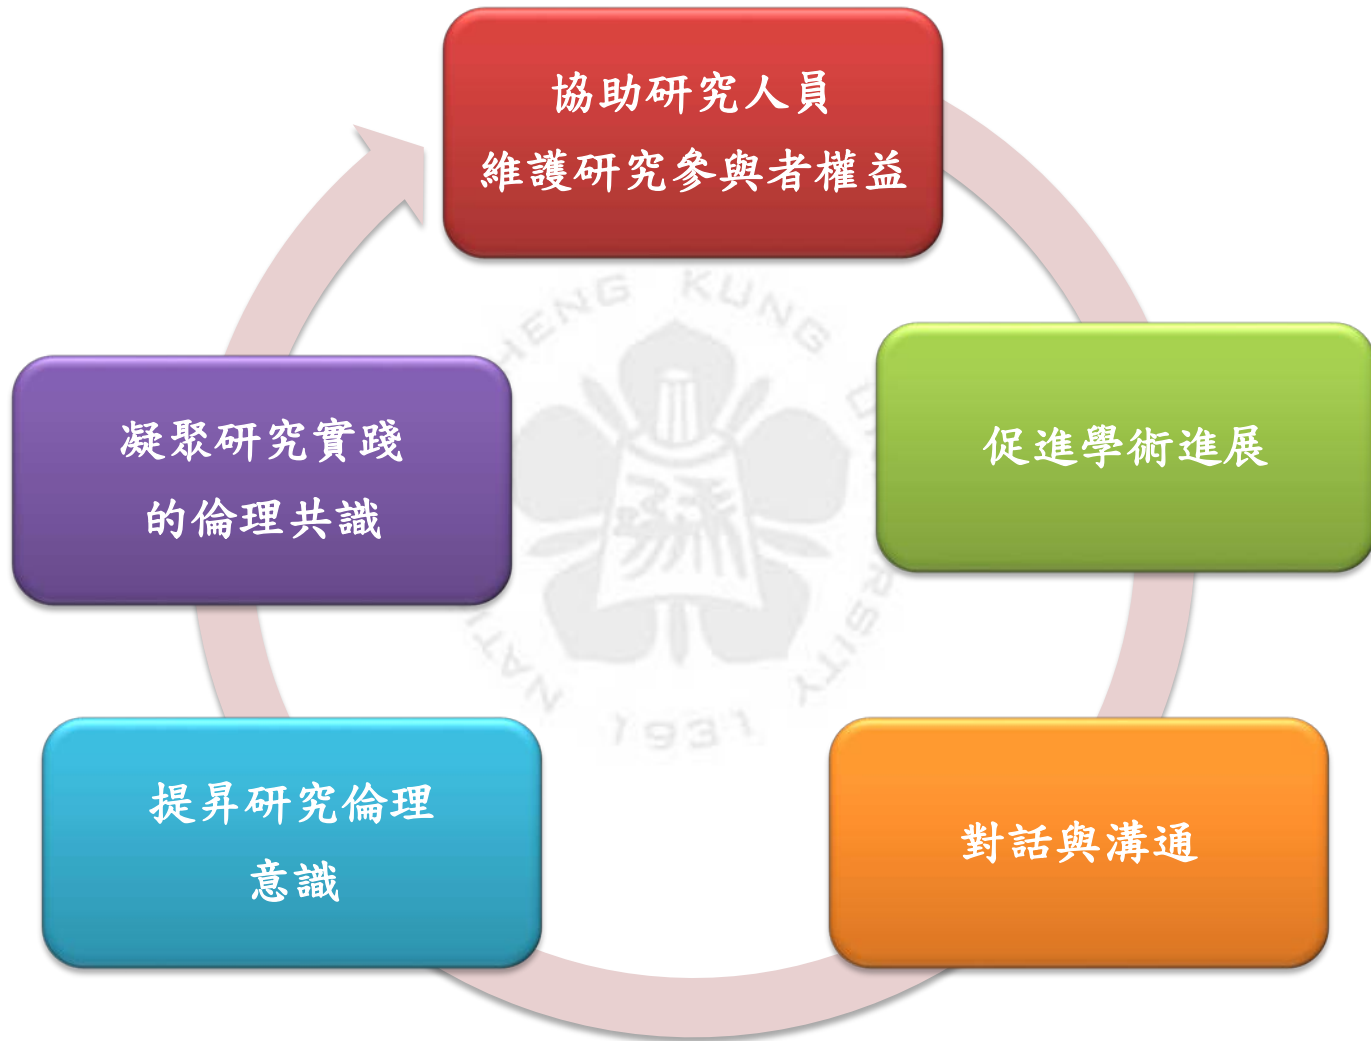 協助研究人員
維護研究參與者權益
促進學術進展
對話與溝通
提昇研究倫理
意識
凝聚研究實踐
的倫理共識
KUNG
1931